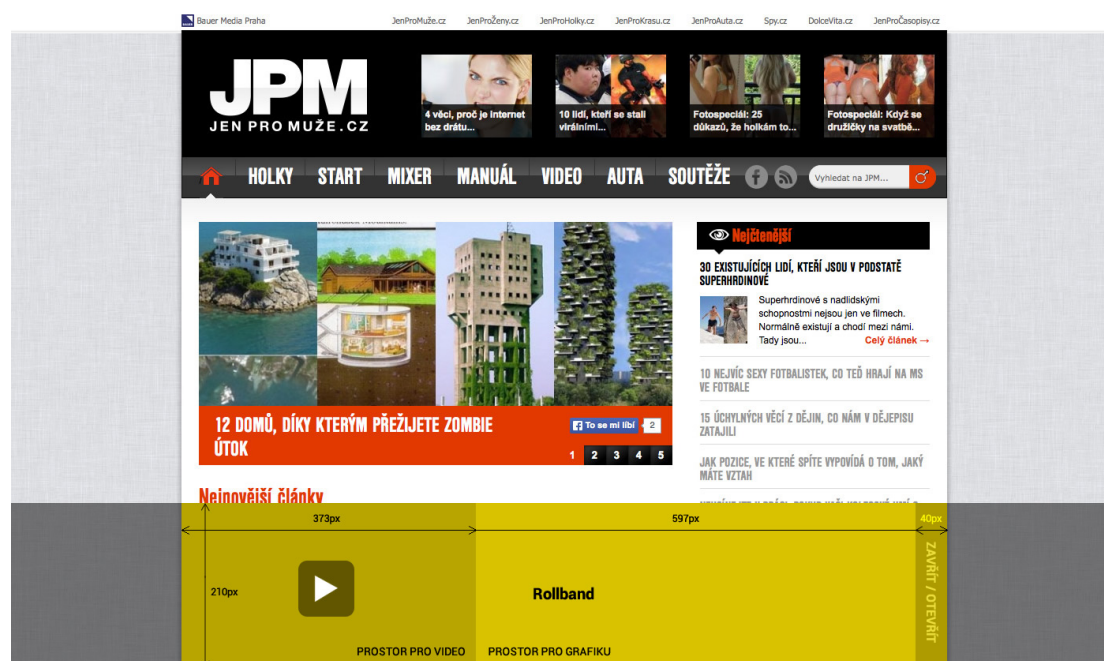 Bauer Media Praha
JenProMuže.cz JenProŽeny.cz JenProHolky.cz JenProKrasu.cz JenProAuta.cz Spy.cz DolceVita.cz JenProČasopisy.cz
JPM
JEN PRO MUŽE.CZ
4 věci, proč je Internet
bez drátu...
10 lidí, kteří se stali
virálními...
Fotospeciál: 25
důkazů, že holkám to...
Fotospeciál: Když se
družičky na svatbě...
HOLKY START MIXER MANUÁL VIDEO AUTA SOUTĚŽE
Vyhledat na JPM...
12 DOMŮ, DÍKY KTERÝM PŘEŽIJETE ZOMBIE
ÚTOK
To se mi líbí 2
1 2 3 4 5
Nejčtenější
30 EXISTUJÍCÍCH LIDÍ, KTEŘÍ JSOU V PODSTATĚ
SUPERHRDINOVÉ
Superhrdinové s nadlidskými
schopnostmi nejsou jen ve filmech.
Normálně existují a chodí mezi námi.
Tady jsou... Celý článek →
10 NEJVÍC SEXY FOTBALISTEK, CO TEĎ HRAJÍ NA MS
VE FOTBALE
15 ÚCHYLNÝCH VĚCÍ Z DĚJIN, CO NÁM V DĚJEPISU
ZATAJILI
JAK POZICE, VE KTERÉ SPÍTE VYPOVÍDÁ O TOM, JAKÝ
MÁTE VZTAH
Nejnovější články
373px 597px 40px
210px
Rollband
ZAVŘÍT / OTEVŘÍT
PROSTOR PRO VIDEO PROSTOR PRO GRAFIKU